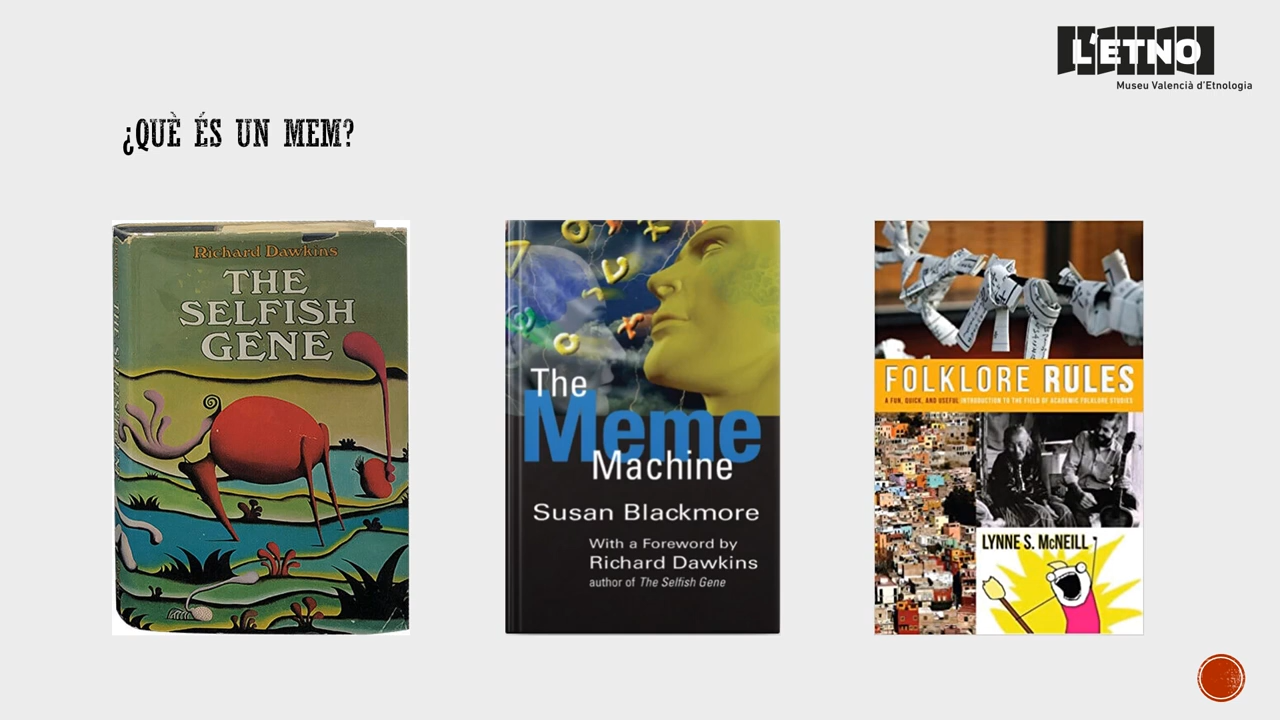 L'ETNO
Museu Valencià d'Etnologia
¿QUÈ ÉS UN MEM?
Richard Dawkins
THE
SELFISH
GENE
The
Meme
Machine
Susan Blackmore
With a Foreword by
Richard Dawkins
author of The Selfish Gene
FOLKLORE RULES
A FUN, QUICK, AND USEFUL INTRODUCTION TO THE FIELD OF ACADEMIC FOLKLORE STUDIES
LYNNE S. McNEILL